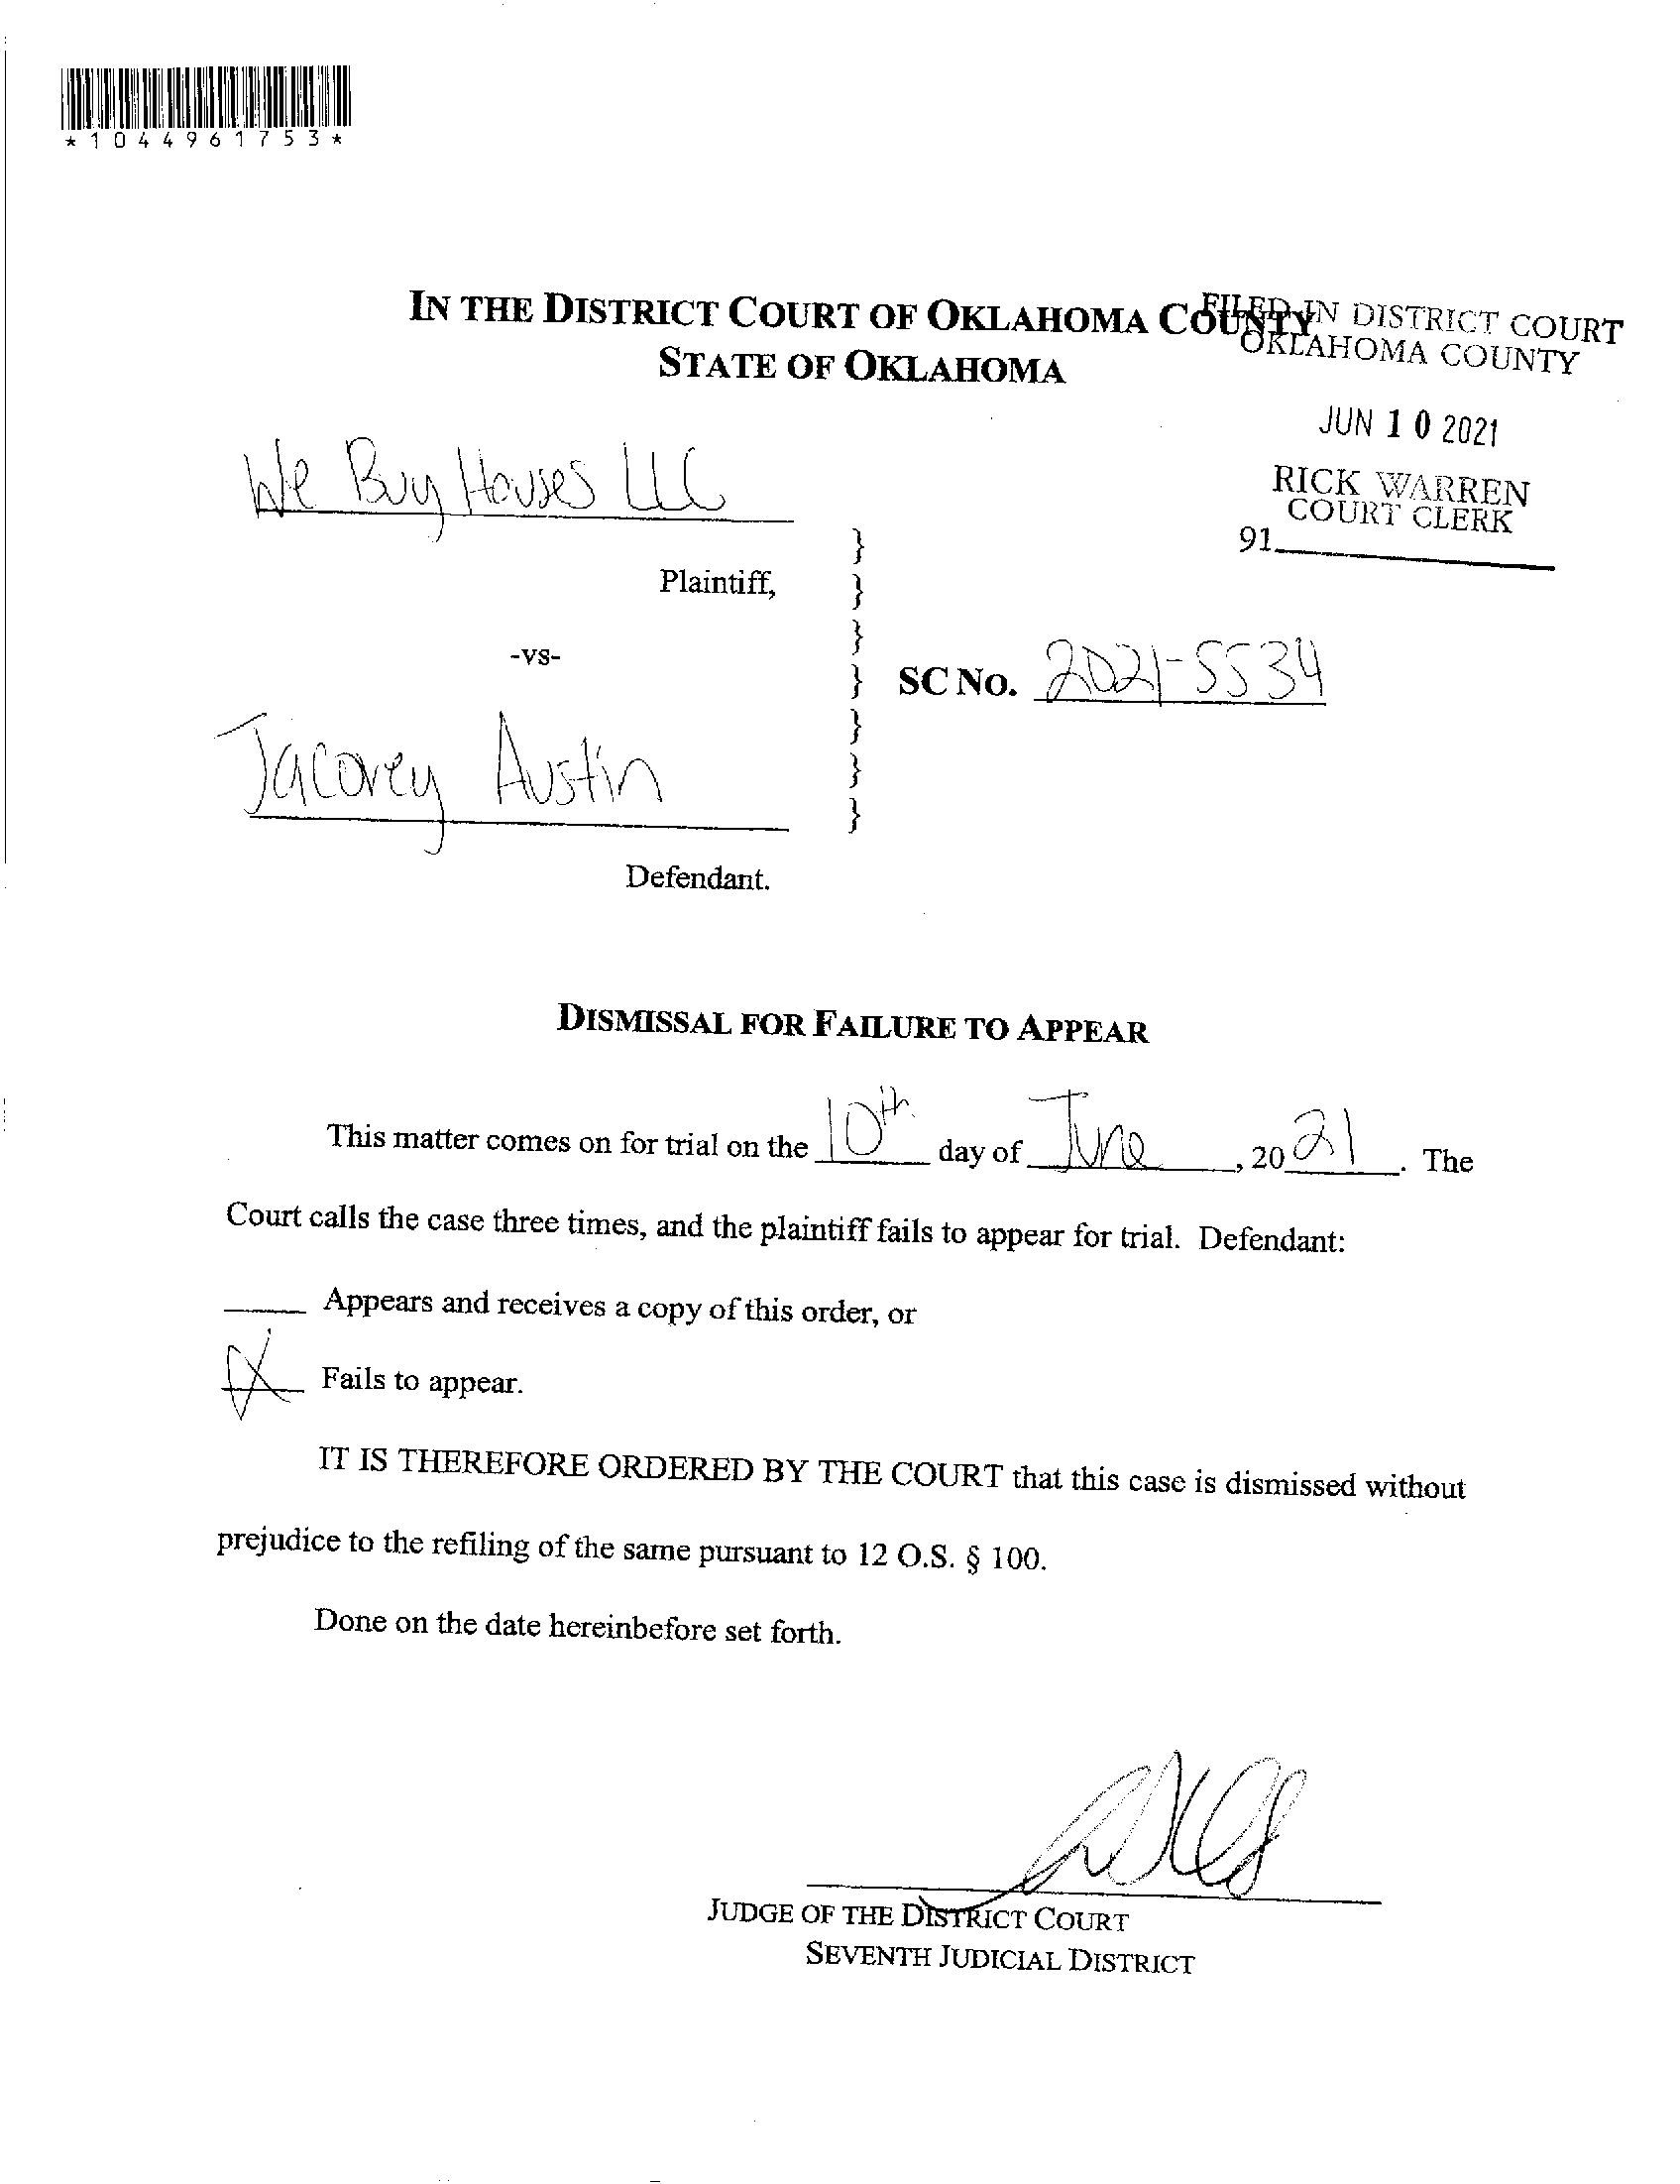 *1044961753*
IN THE DISTRICT COURT OF OKLAHOMA COUNTY
STATE OF OKLAHOMA
FILED IN DISTRICT COURT
OKLAHOMA COUNTY
JUN 10 2021
RICK WARREN
COURT CLERK
91
We Buy Houses LLC
Plaintiff,
-vs-
SC NO. 2021-5534
Jacorey Austin
Defendant.
}
}
}
}
}
}
}
DISMISSAL FOR FAILURE TO APPEAR
This matter comes on for trial on the 10th day of June, 2021. The
Court calls the case three times, and the plaintiff fails to appear for trial. Defendant:
Appears and receives a copy of this order, or
X Fails to appear.
IT IS THEREFORE ORDERED BY THE COURT that this case is dismissed without
prejudice to the refiling of the same pursuant to 12 O.S. § 100.
Done on the date hereinbefore set forth.
JUDGE OF THE DISTRICT COURT
SEVENTH JUDICIAL DISTRICT